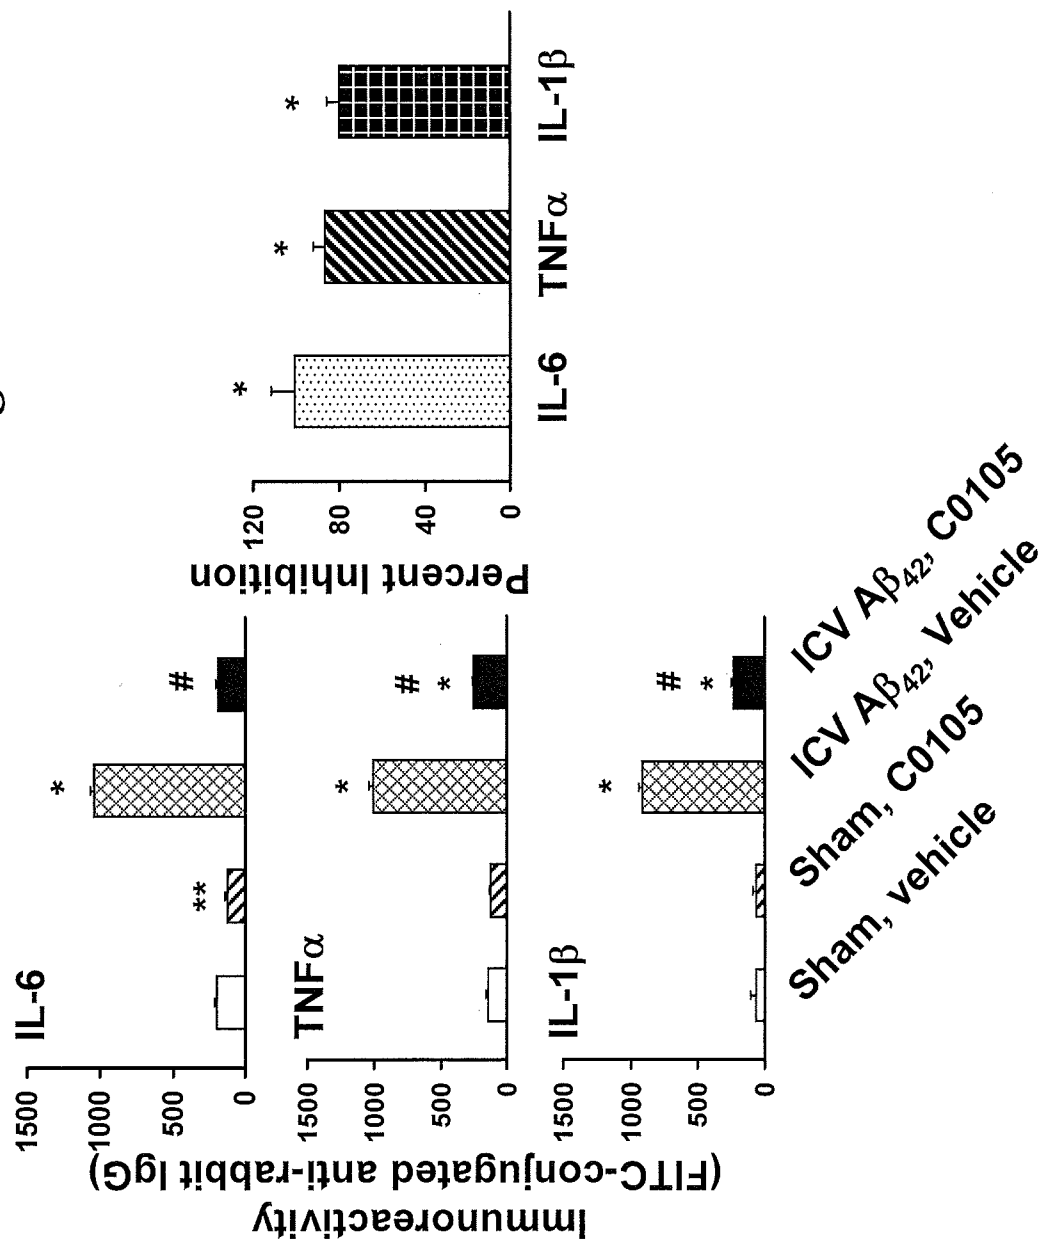 Immunoreactivity
(FITC-conjugated anti-rabbit IgG)
IL-6
1500
1000
500
0
**
*
#
TNFα
1500
1000
500
0
*
#
*
IL-1β
1500
1000
500
0
*
#
*
Sham, vehicle
Sham, C0105
ICV Aβ42, Vehicle
ICV Aβ42, C0105
Percent Inhibition
120
80
40
0
*
*
*
IL-6
TNFα
IL-1β